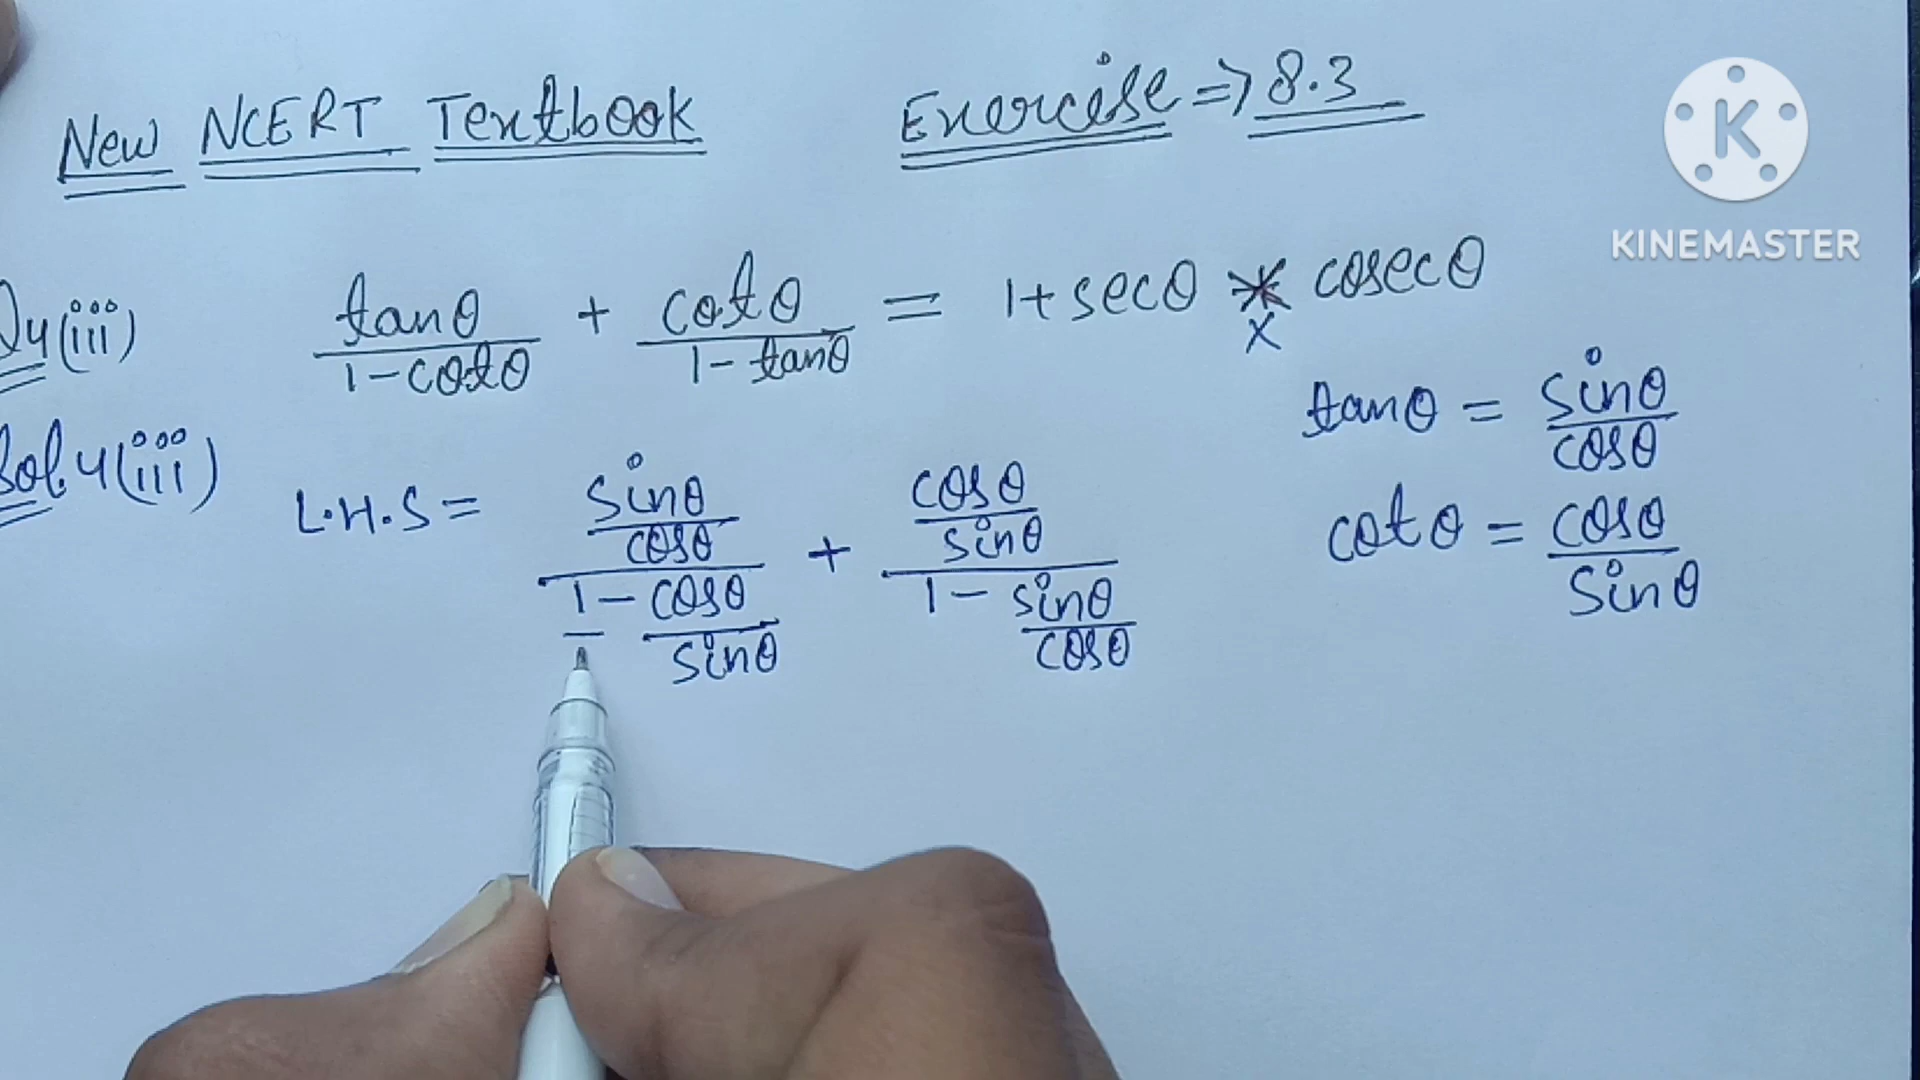 New NCERT Textbook Exercise => 8.3
K
KINEMASTER
Q4(iii) tanθ/(1-cotθ) + cotθ/(1-tanθ) = 1+secθ × cosecθ
tanθ = sinθ/cosθ
Sol.4(iii) L.H.S = (sinθ/cosθ)/(1-cosθ/sinθ) + (cosθ/sinθ)/(1-sinθ/cosθ)
cotθ = cosθ/sinθ